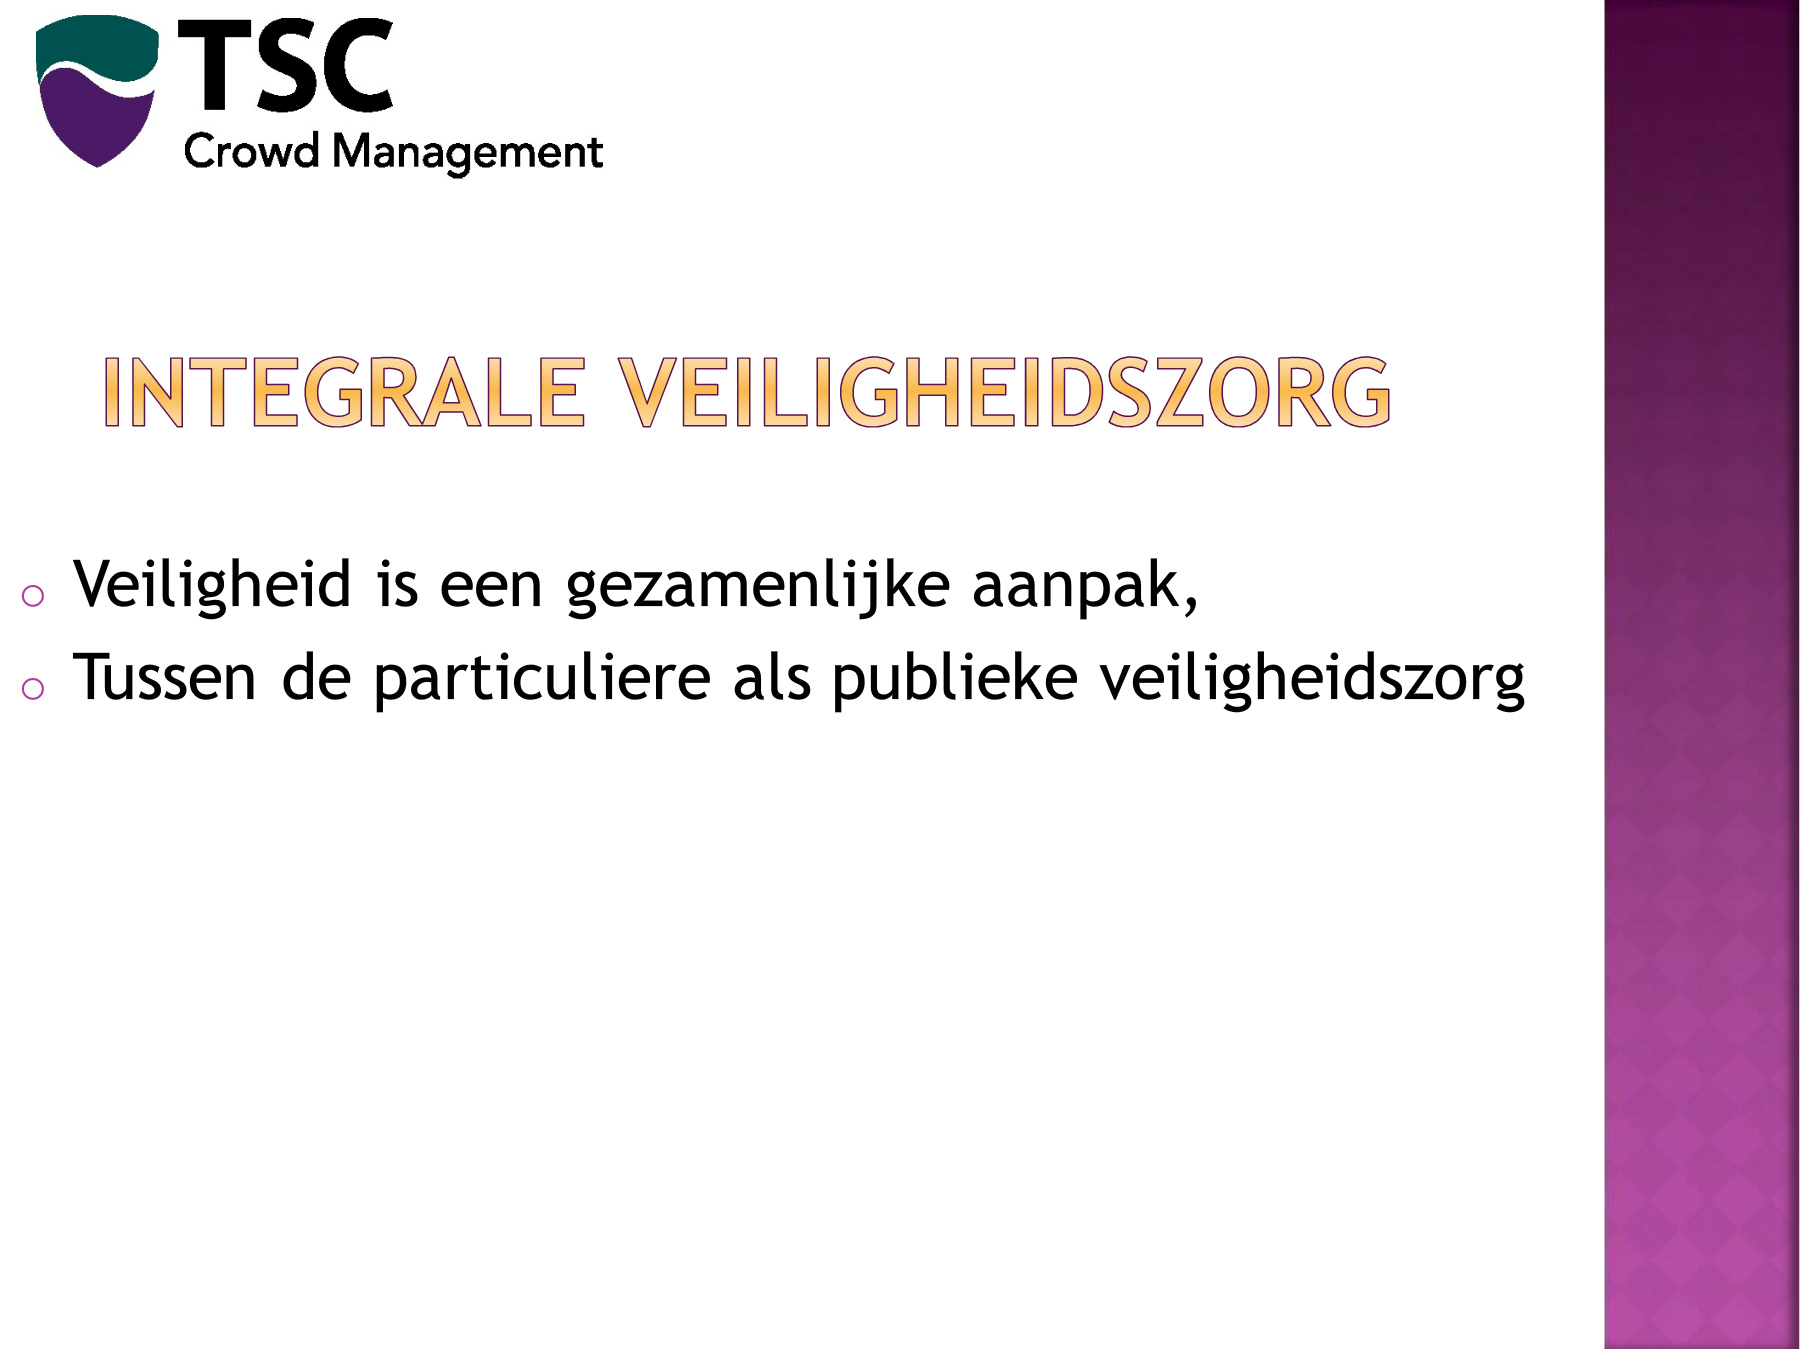 TSC
Crowd Management
INTEGRALE VEILIGHEIDSZORG
Veiligheid is een gezamenlijke aanpak,
Tussen de particuliere als publieke veiligheidszorg